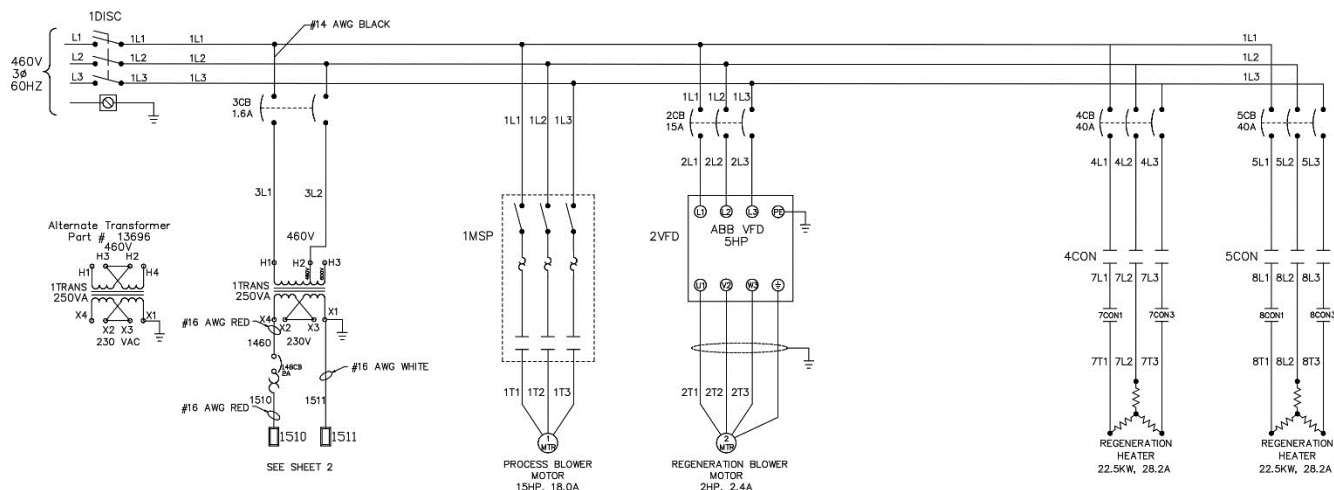 1DISC
#14 AWG BLACK
L1 1L1 1L1 1L1
L2 1L2 1L2 1L2
L3 1L3 1L3 1L3
460V
3ø
60HZ
3CB
1.6A
1L1 1L2 1L3
1L1 1L2 1L3
2CB
15A
4CB
40A
5CB
40A
2L1 2L2 2L3
4L1 4L2 4L3
5L1 5L2 5L3
3L1 3L2
Alternate Transformer
Part # 13696
460V
H3 H2
H1 H4
1TRANS
250VA
X4 X1
X2 X3
230 VAC
460V
H1 H2 H3
460V
1TRANS
250VA
X4 X2 X3 X1
230V
#16 AWG RED
1460
148CB
2A
#16 AWG WHITE
1510 1511
#16 AWG RED
1510 1511
SEE SHEET 2
1MSP
1T1 1T2 1T3
1
MTR
PROCESS BLOWER
MOTOR
15HP, 18.0A
2VFD
L1 L2 L3 PE
ABB VFD
5HP
U1 V2 W3
2T1 2T2 2T3
2
MTR
REGENERATION BLOWER
MOTOR
2HP, 2.4A
4CON
7L1 7L2 7L3
7CON1 7CON3
7T1 7L2 7T3
REGENERATION
HEATER
22.5KW, 28.2A
5CON
8L1 8L2 8L3
8CON1 8CON3
8T1 8L2 8T3
REGENERATION
HEATER
22.5KW, 28.2A